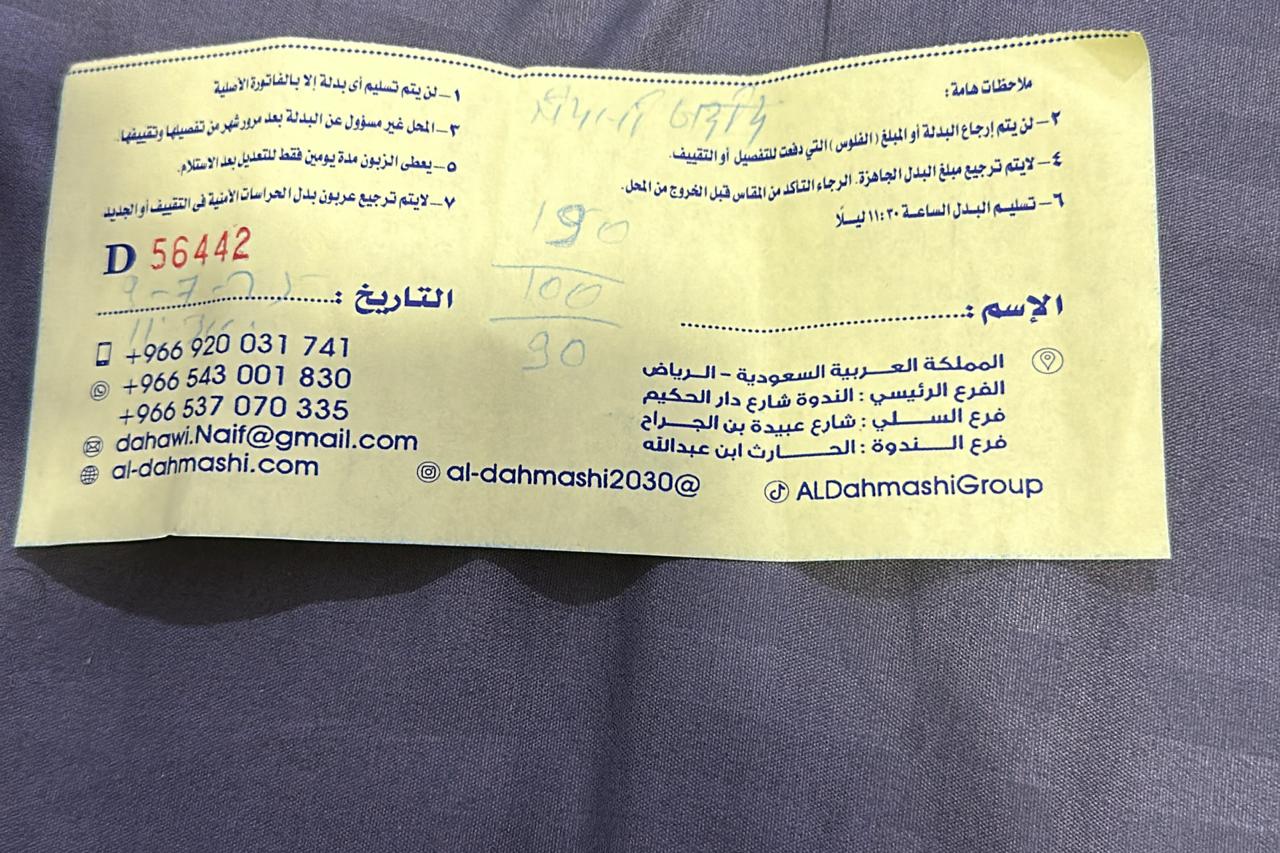 ملاحظات هامة :
١- لن يتم تسليم أى بدلة إلا بالفاتورة الأصلية
٢- لن يتم إرجاع البدلة أو المبلغ (الفلوس) التي دفعت للتفصيل أو التقييف.
٣- المحل غير مسؤول عن البدلة بعد مرور شهر من تفصيلها وتقييفها.
٤- لايتم ترجيع مبلغ البدل الجاهزة. الرجاء التأكد من المقاس قبل الخروج من المحل.
٥- يعطى الزبون مدة يومين فقط للتعديل بعد الاستلام.
٦- تسليم البدل الساعة ١١:٣٠ ليلًا
٧- لايتم ترجيع عربون بدل الحراسات الأمنية فى التقييف أو الجديد
190
100
90
D 56442
التاريخ :
الإسم :
المملكة العربية السعودية - الرياض
الفرع الرئيسي : الندوة شارع دار الحكيم
فرع السلي : شارع عبيدة بن الجراح
فرع الندوة : الحارث ابن عبدالله
+966 920 031 741
+966 543 001 830
+966 537 070 335
dahawi.Naif@gmail.com
al-dahmashi.com
al-dahmashi2030@
ALDahmashiGroup